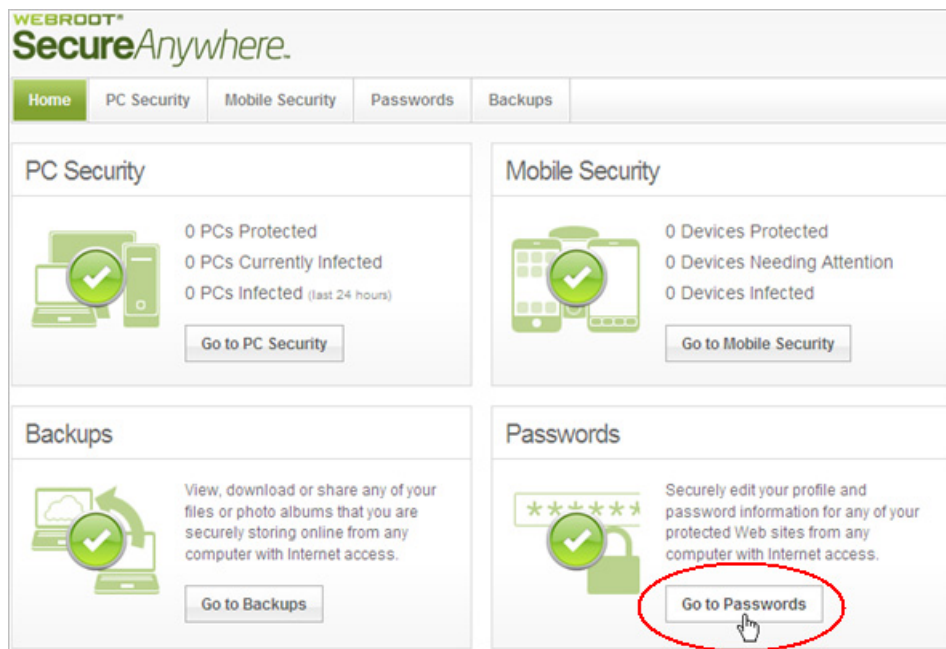 WEBROOT®
SecureAnywhere™
Home PC Security Mobile Security Passwords Backups
PC Security
0 PCs Protected
0 PCs Currently Infected
0 PCs Infected (last 24 hours)
Go to PC Security
Mobile Security
0 Devices Protected
0 Devices Needing Attention
0 Devices Infected
Go to Mobile Security
Backups
View, download or share any of your
files or photo albums that you are
securely storing online from any
computer with Internet access.
Go to Backups
Passwords
******
Securely edit your profile and
password information for any of your
protected Web sites from any
computer with Internet access.
Go to Passwords